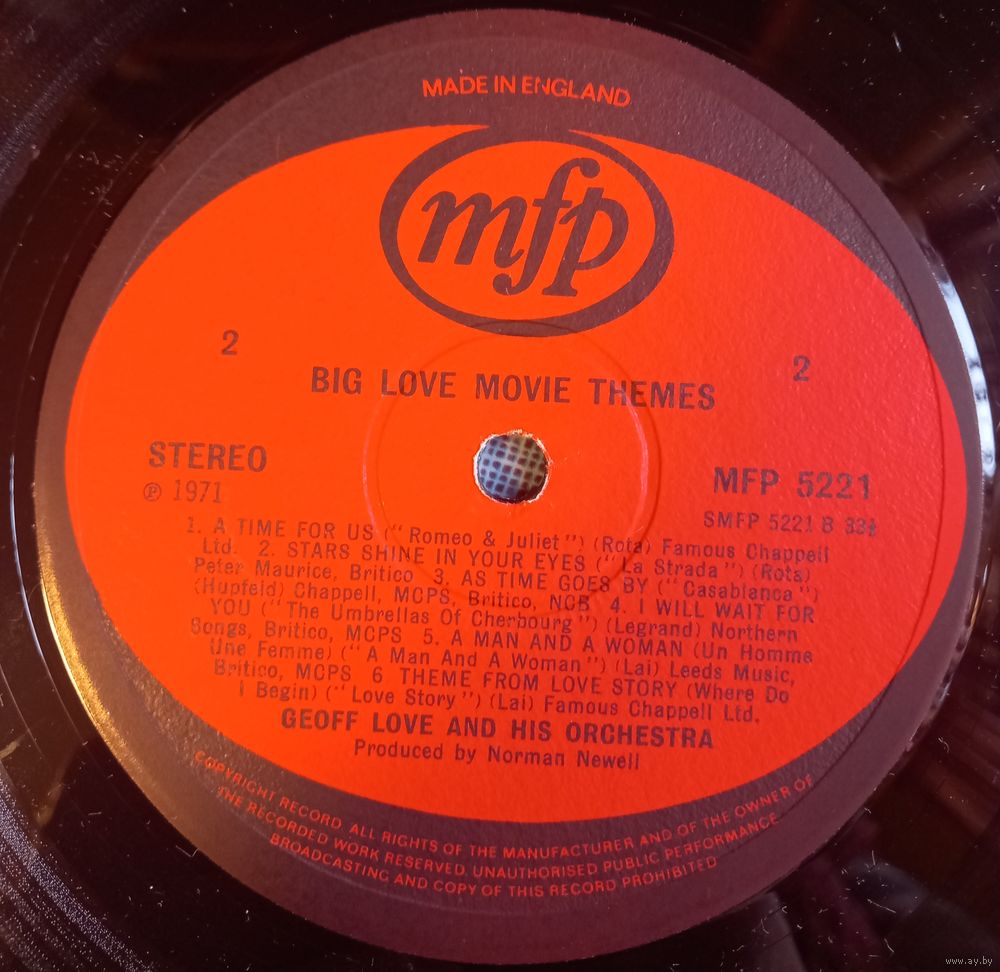 MADE IN ENGLAND
mfp
2 2
BIG LOVE MOVIE THEMES
STEREO MFP 5221
℗ 1971 SMFP 5221 B 33⅓
1. A TIME FOR US ("Romeo & Juliet") (Rota) Famous Chappell
Ltd. 2. STARS SHINE IN YOUR EYES ("La Strada") (Rota)
Peter Maurice, Britico 3. AS TIME GOES BY ("Casablanca")
(Hupfeld) Chappell, MCPS, Britico, NCB 4. I WILL WAIT FOR
YOU ("The Umbrellas Of Cherbourg") (Legrand) Northern
Songs, Britico, MCPS 5. A MAN AND A WOMAN (Un Homme
Une Femme) ("A Man And A Woman") (Lai) Leeds Music,
Britico, MCPS 6 THEME FROM LOVE STORY (Where Do
I Begin) ("Love Story") (Lai) Famous Chappell Ltd.
GEOFF LOVE AND HIS ORCHESTRA
Produced by Norman Newell
COPYRIGHT RECORD. ALL RIGHTS OF THE MANUFACTURER AND OF THE OWNER OF
THE RECORDED WORK RESERVED. UNAUTHORISED PUBLIC PERFORMANCE
BROADCASTING AND COPY OF THIS RECORD PROHIBITED
www.ay.by